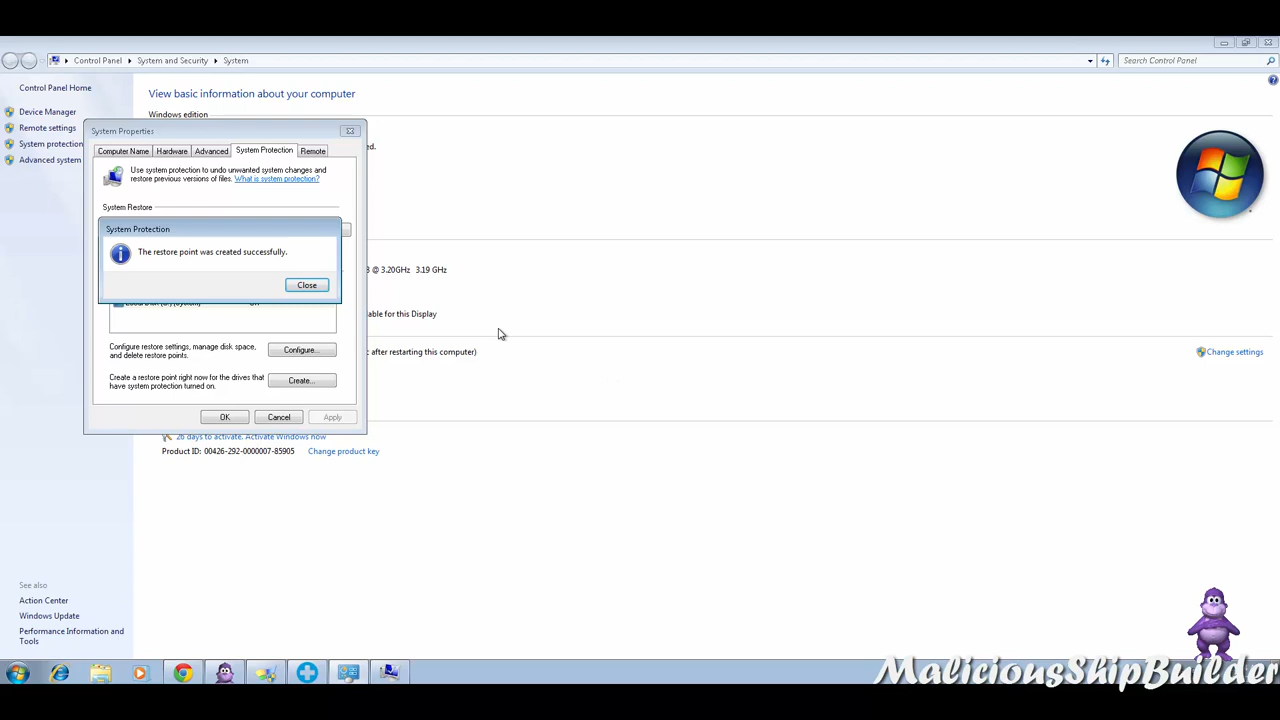 Control Panel
System and Security
System
Search Control Panel
Control Panel Home
Device Manager
Remote settings
System protection
Advanced system
View basic information about your computer
Windows edition
System Properties
Computer Name
Hardware
Advanced
System Protection
Remote
ed.
Use system protection to undo unwanted system changes and
restore previous versions of files. What is system protection?
System Restore
System Protection
The restore point was created successfully.
Close
@ 3.20GHz 3.19 GHz
lable for this Display
Configure restore settings, manage disk space,
and delete restore points.
Configure...
after restarting this computer)
Change settings
Create a restore point right now for the drives that
have system protection turned on.
Create...
OK
Cancel
Apply
26 days to activate. Activate Windows now
Product ID: 00426-292-0000007-85905
Change product key
See also
Action Center
Windows Update
Performance Information and
Tools
MaliciousShipBuilder